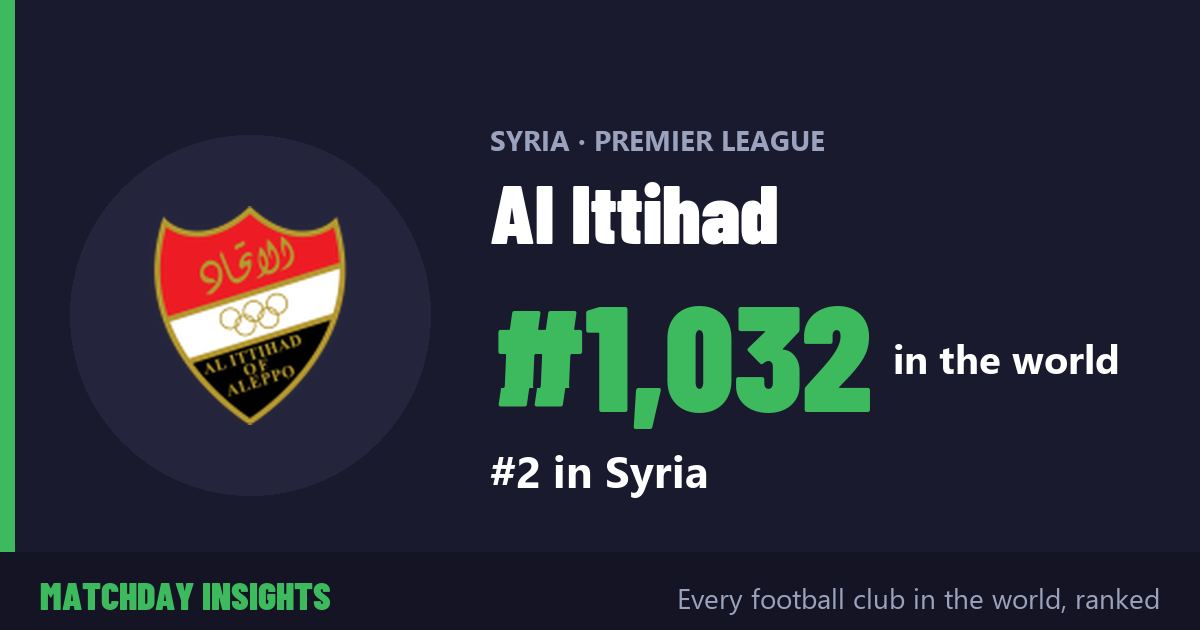 SYRIA · PREMIER LEAGUE
Al Ittihad
#1,032 in the world
#2 in Syria
الاتحاد
AL ITTIHAD
OF
ALEPPO
MATCHDAY INSIGHTS
Every football club in the world, ranked